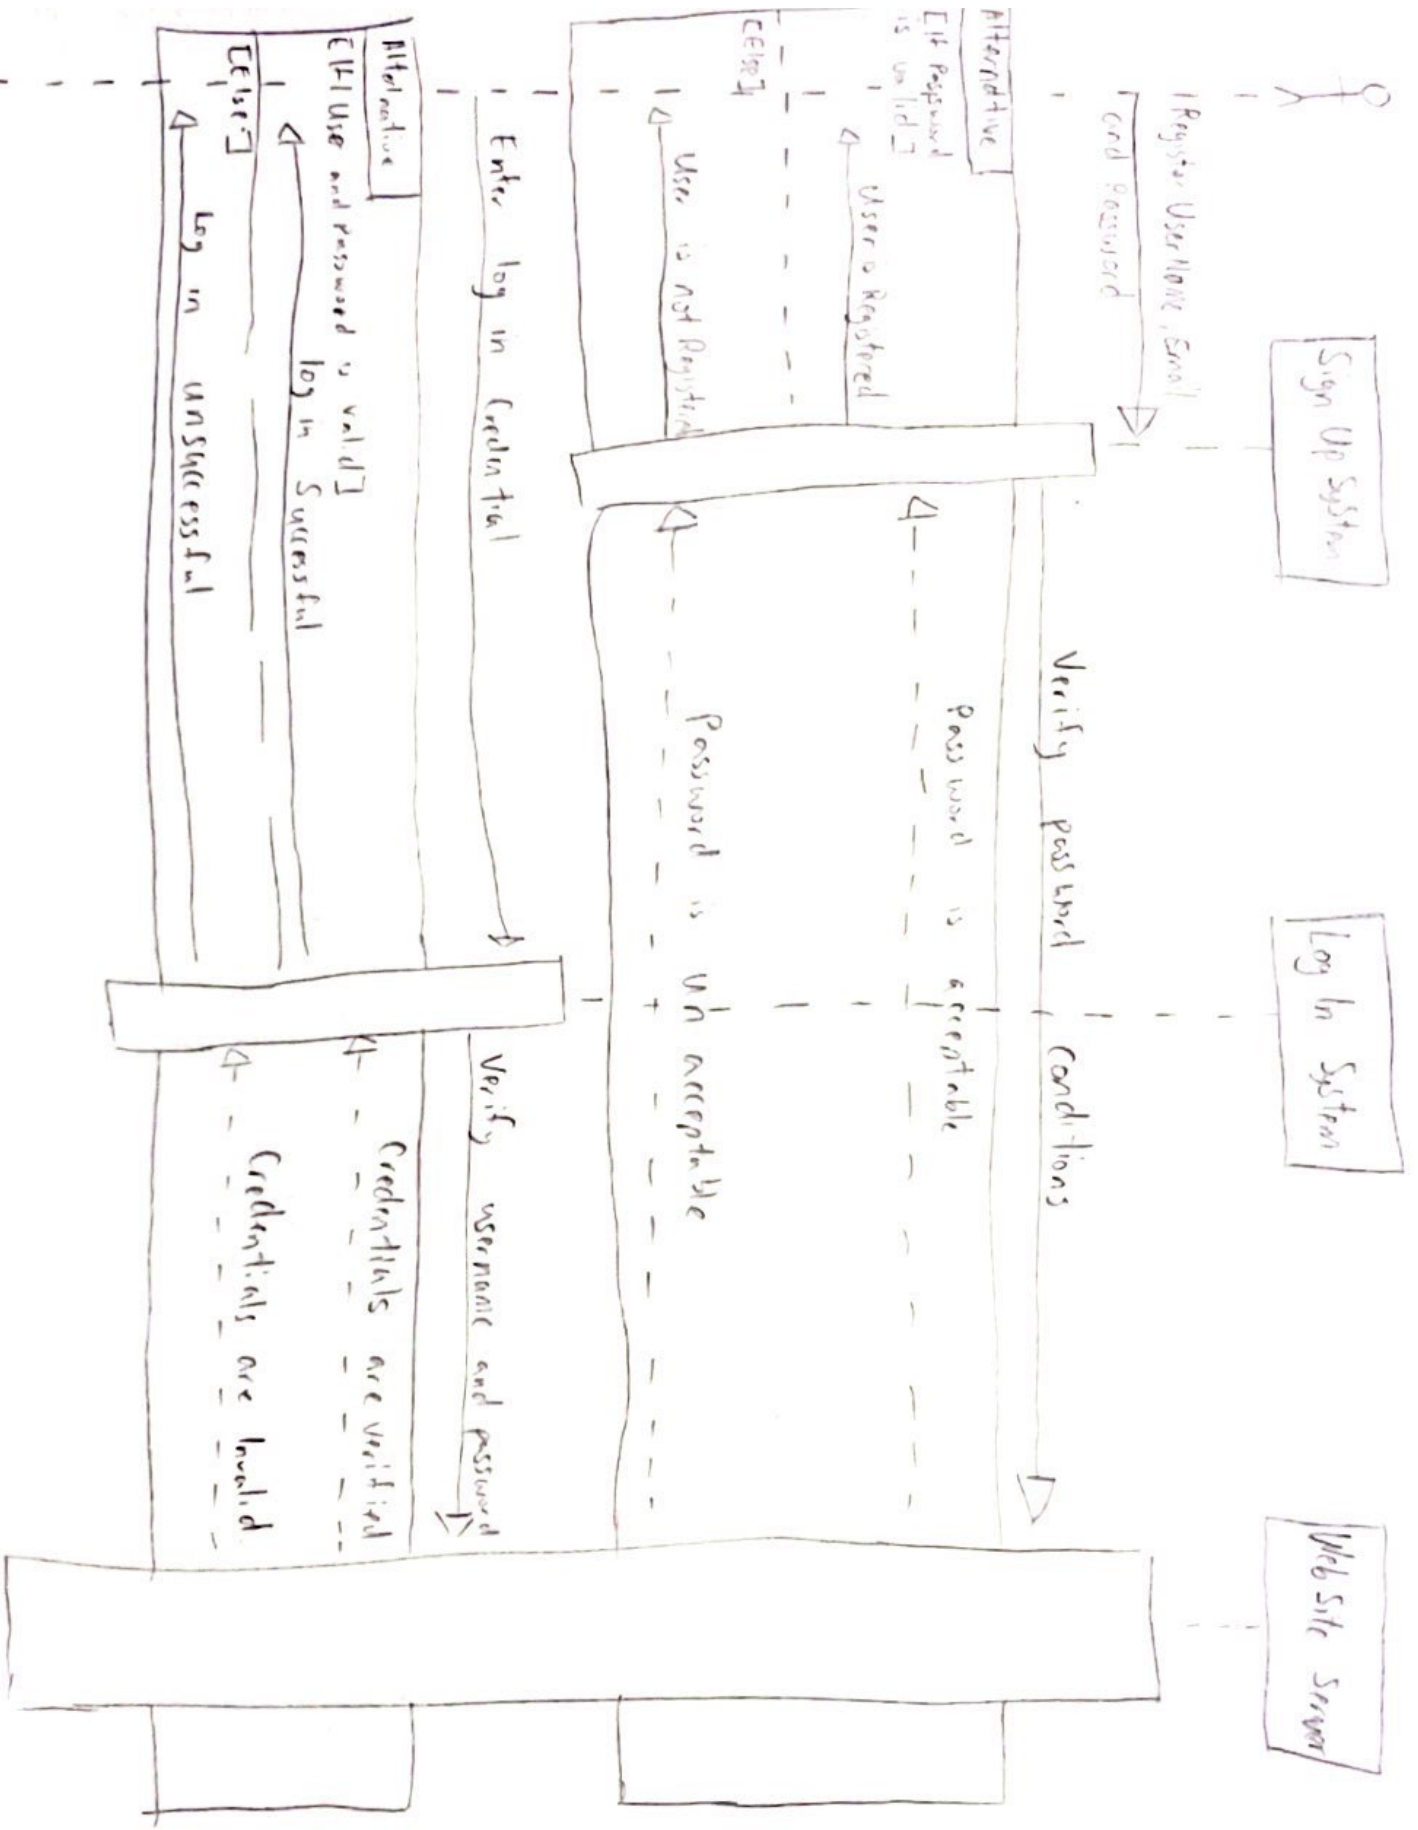 Sign Up System
Log In System
Web Site Server
Register UserName, Email
and Password
Verify password conditions
Alternative
[If Password
is valid]
Password is acceptable
User is Registered
[Else]
Password is un acceptable
User is not Registered
Enter log in Credential
Verify username and password
Alternative
[If User and Password is valid]
Credentials are verified
log in Successful
[Else]
Credentials are Invalid
Log in unsuccessful